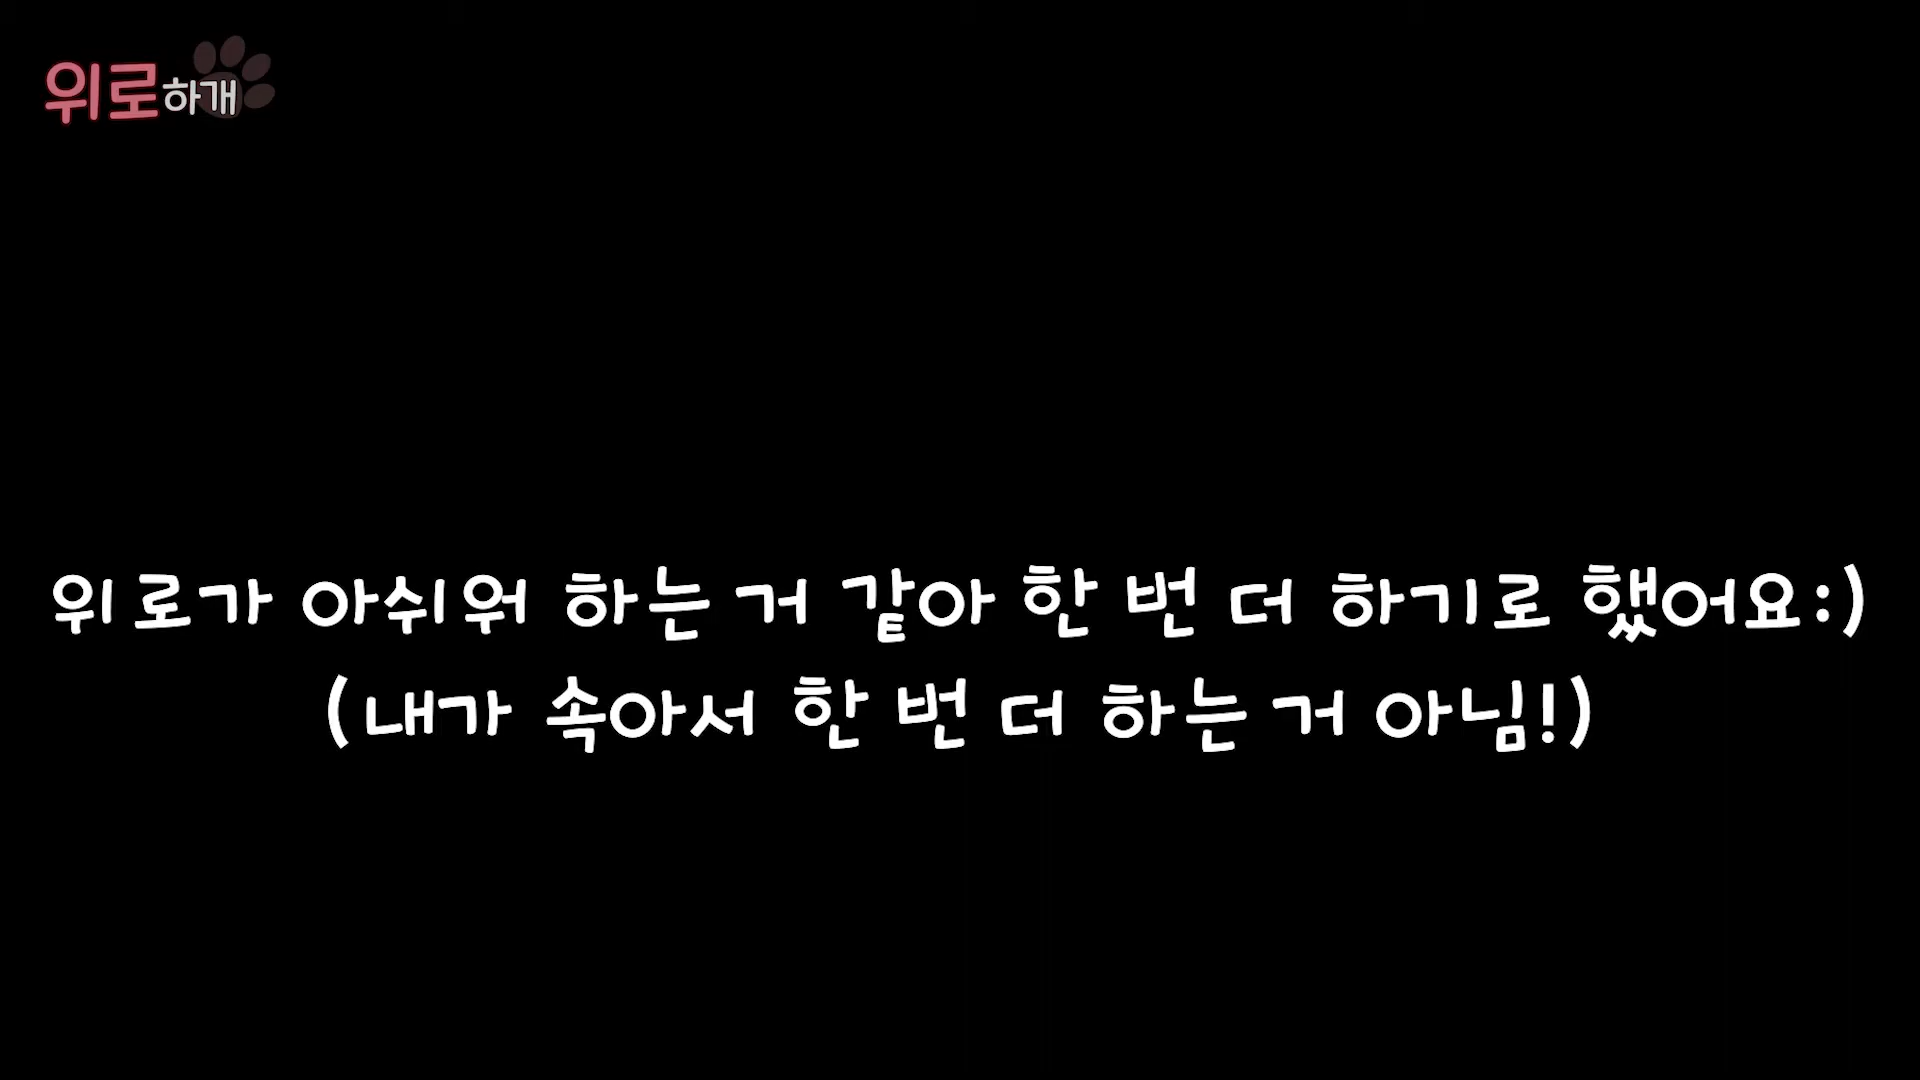 위로하개
위로가 아쉬워 하는 거 같아 한 번 더 하기로 했어요:)
(내가 속아서 한 번 더 하는 거 아님!)